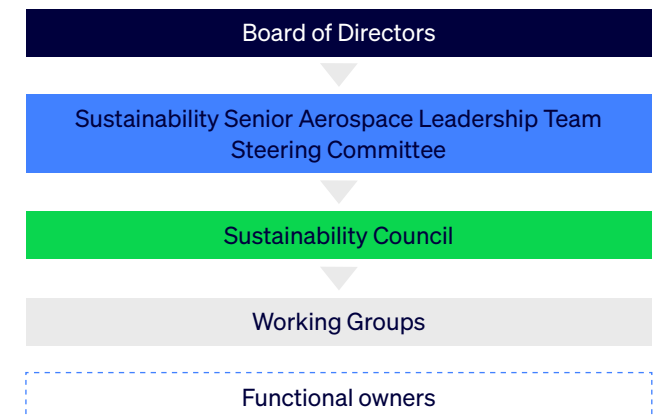 Board of Directors
Sustainability Senior Aerospace Leadership Team
Steering Committee
Sustainability Council
Working Groups
Functional owners